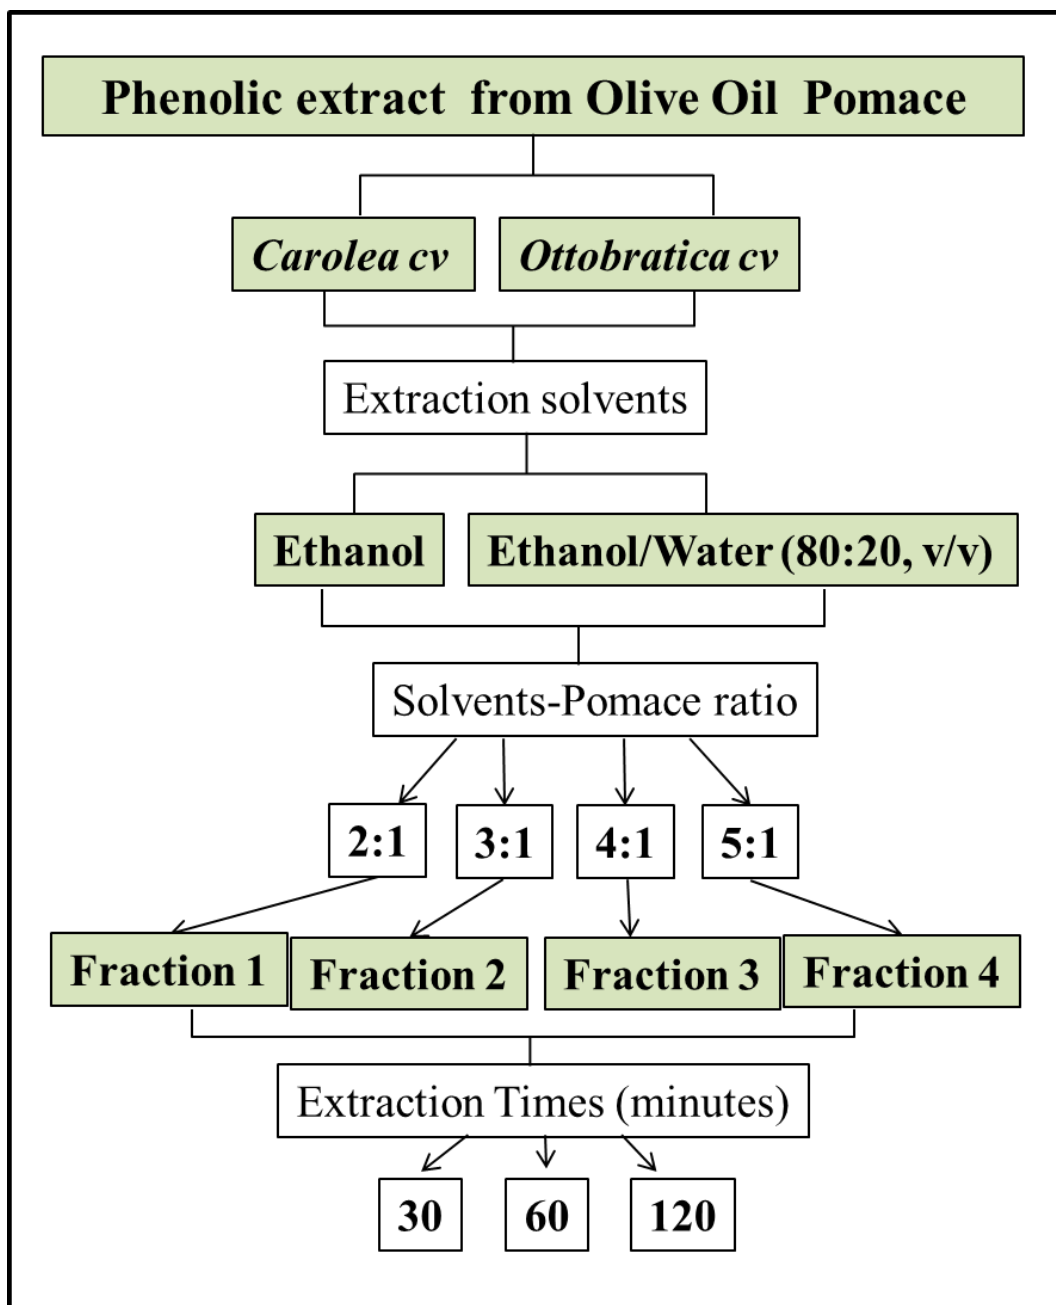 Phenolic extract from Olive Oil Pomace
Carolea cv
Ottobratica cv
Extraction solvents
Ethanol
Ethanol/Water (80:20, v/v)
Solvents-Pomace ratio
2:1
3:1
4:1
5:1
Fraction 1
Fraction 2
Fraction 3
Fraction 4
Extraction Times (minutes)
30
60
120